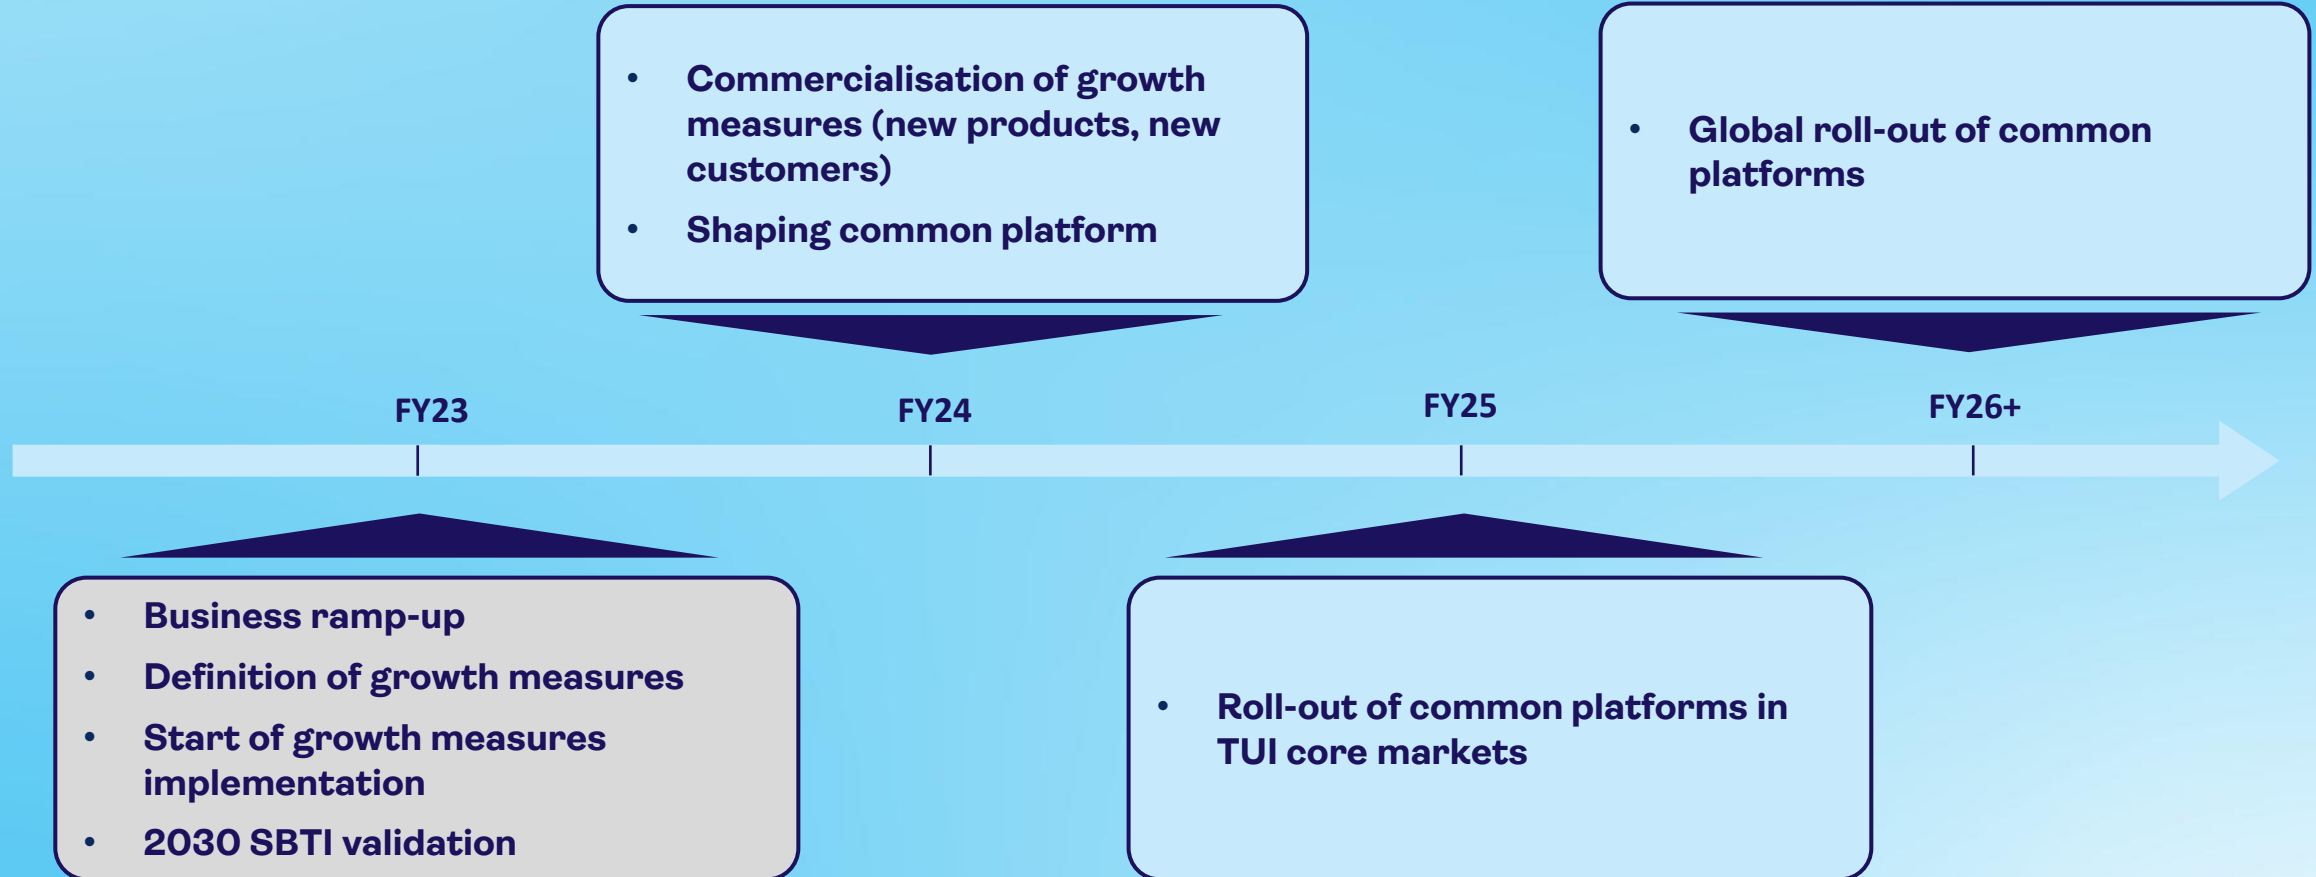 • Commercialisation of growth
measures (new products, new
customers)
• Shaping common platform
• Global roll-out of common
platforms
FY23
FY24
FY25
FY26+
• Business ramp-up
• Definition of growth measures
• Start of growth measures
implementation
• 2030 SBTI validation
• Roll-out of common platforms in
TUI core markets